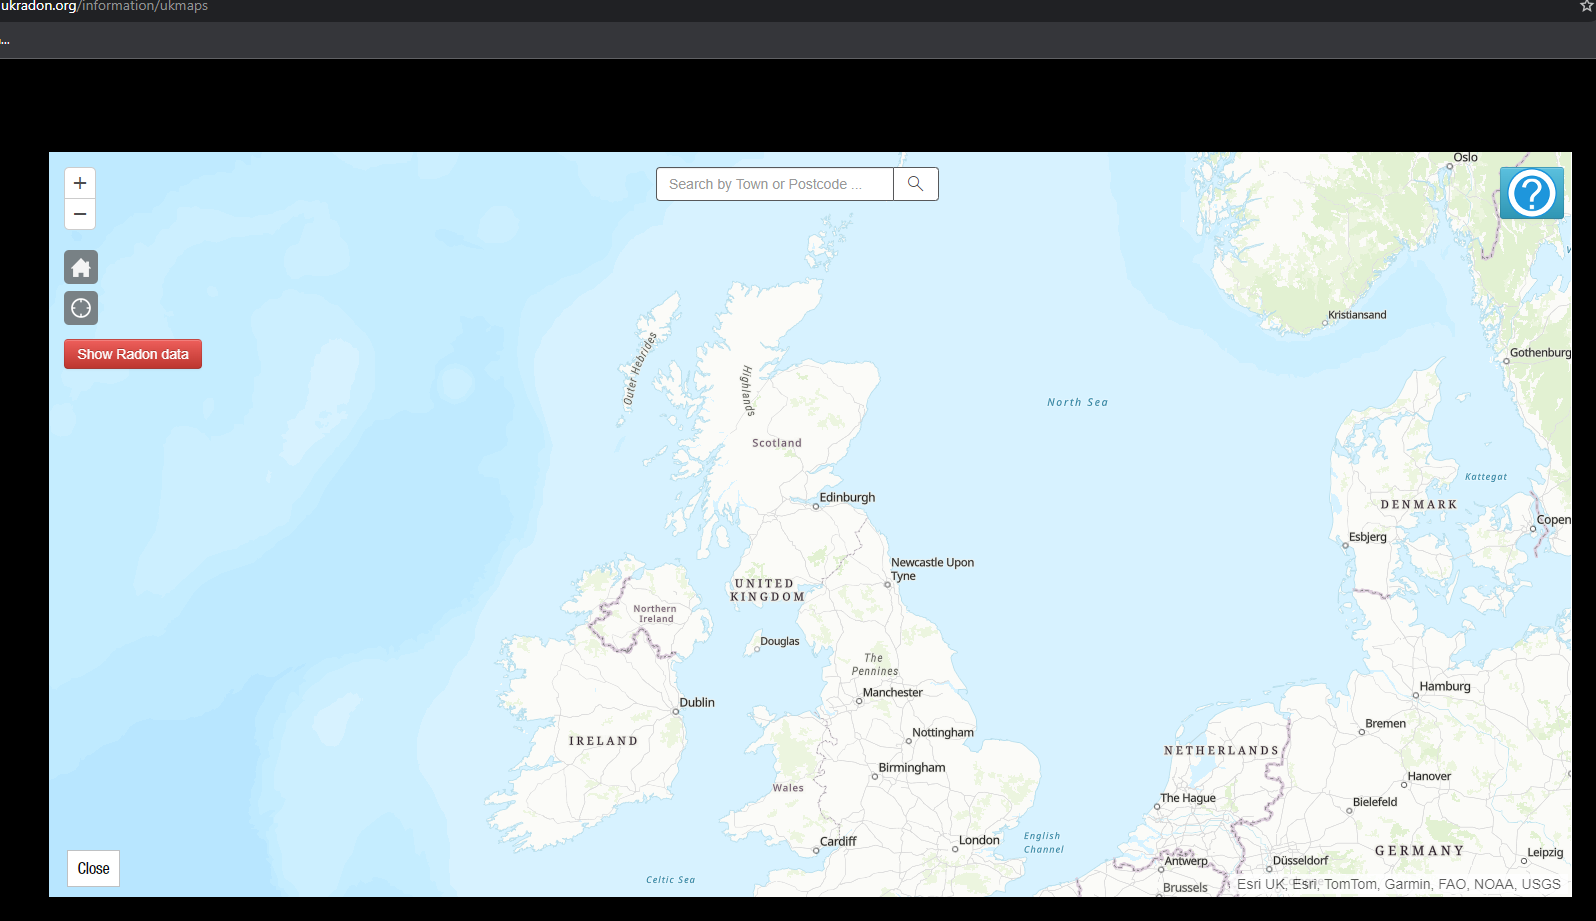 ukradon.org/information/ukmaps
...
+
Search by Town or Postcode ...
?
−
Show Radon data
Oslo
Kristiansand
Gothenburg
Outer Hebrides
Highlands
North Sea
Scotland
Kattegat
Edinburgh
DENMARK
Copen
Esbjerg
Newcastle Upon
Tyne
UNITED
KINGDOM
Northern
Ireland
Douglas
The
Pennines
Manchester
Hamburg
Dublin
Bremen
Nottingham
IRELAND
NETHERLANDS
Birmingham
Hanover
Wales
The Hague
Bielefeld
Cardiff
London
English
Channel
GERMANY
Leipzig
Antwerp
Düsseldorf
Close
Celtic Sea
Brussels
Esri UK, Esri, TomTom, Garmin, FAO, NOAA, USGS